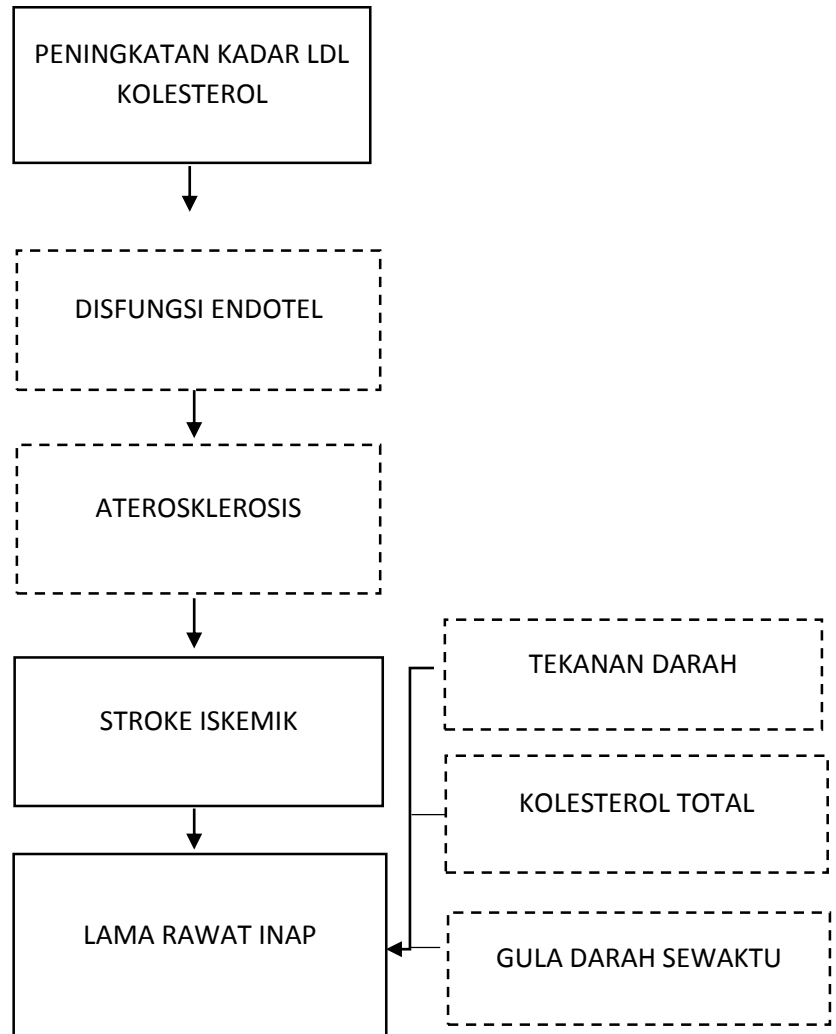 PENINGKATAN KADAR LDL
KOLESTEROL
DISFUNGSI ENDOTEL
ATEROSKLEROSIS
STROKE ISKEMIK
TEKANAN DARAH
KOLESTEROL TOTAL
LAMA RAWAT INAP
GULA DARAH SEWAKTU